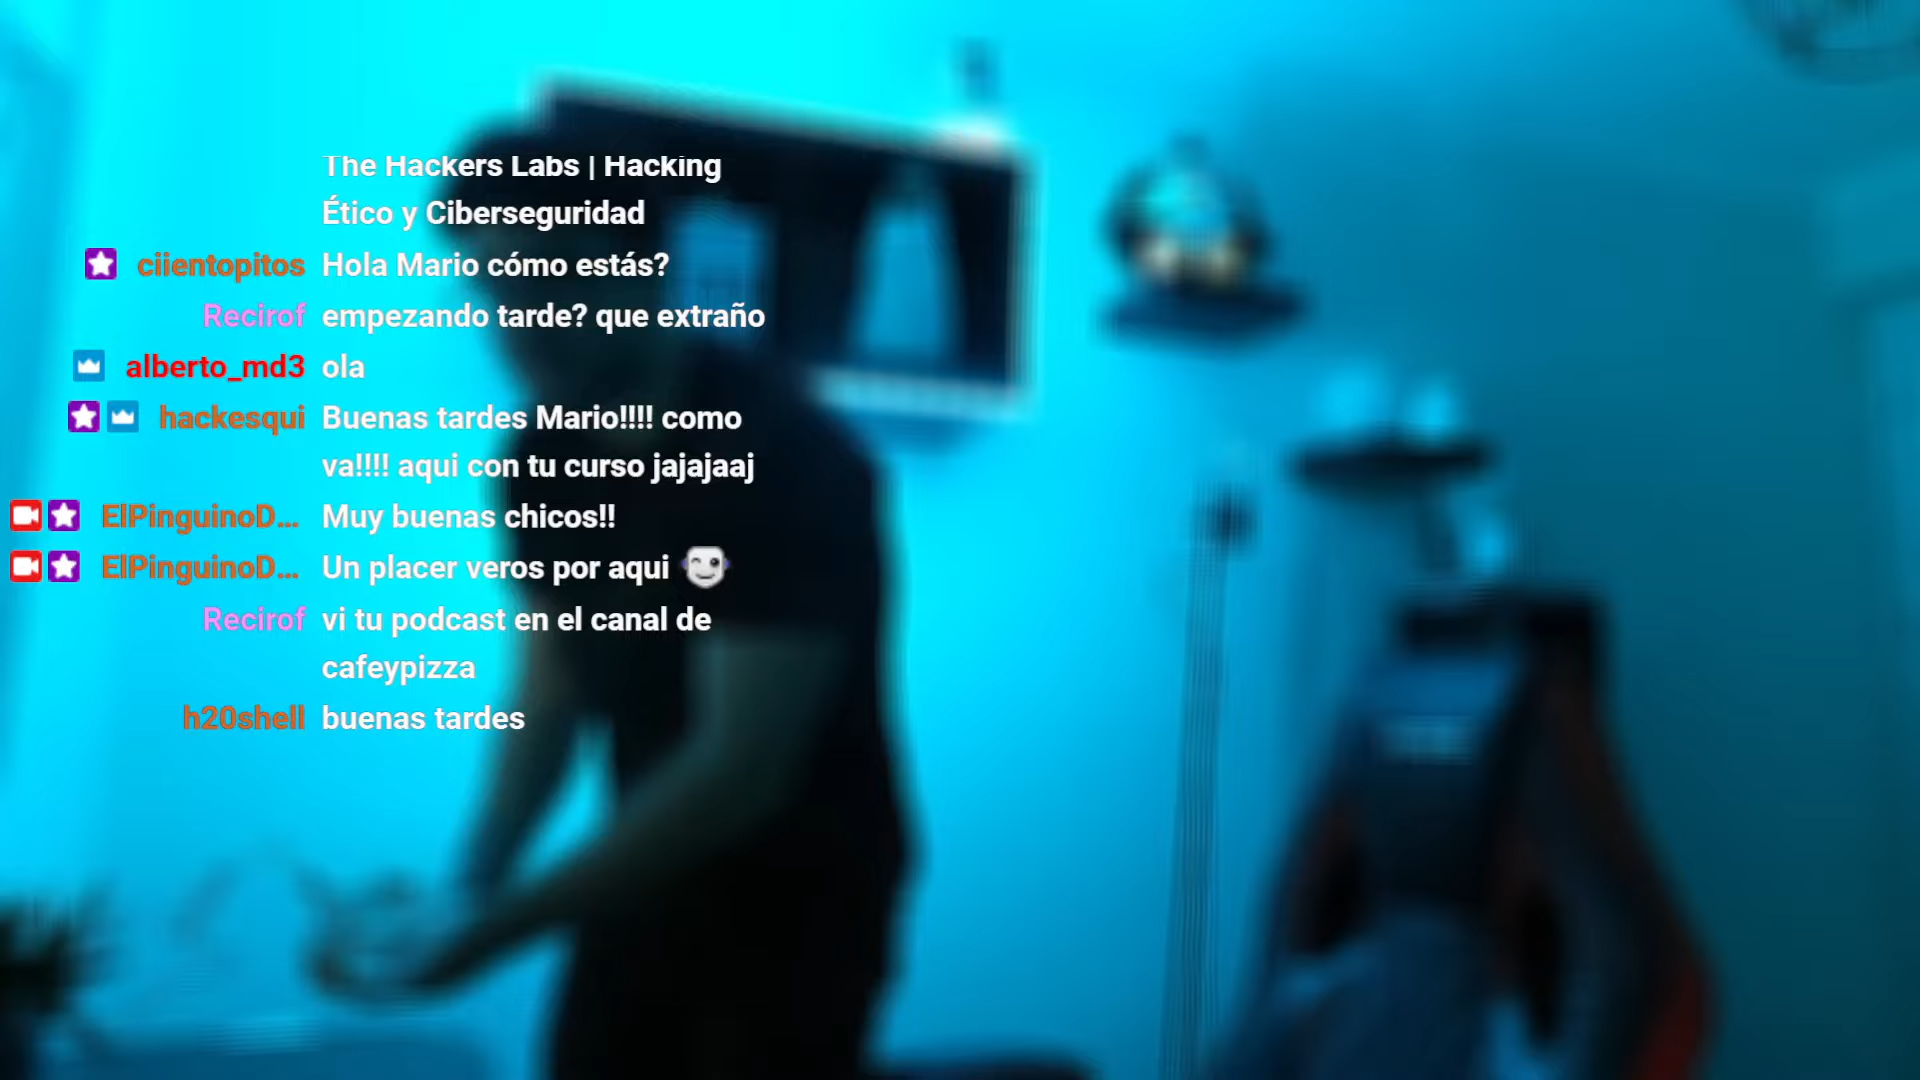 The Hackers Labs | Hacking
Ético y Ciberseguridad
ciientopitos Hola Mario cómo estás?
Recirof empezando tarde? que extraño
alberto_md3 ola
hackesqui Buenas tardes Mario!!!! como
va!!!! aqui con tu curso jajajaaj
ElPinguinoD... Muy buenas chicos!!
ElPinguinoD... Un placer veros por aqui
Recirof vi tu podcast en el canal de
cafeypizza
h20shell buenas tardes